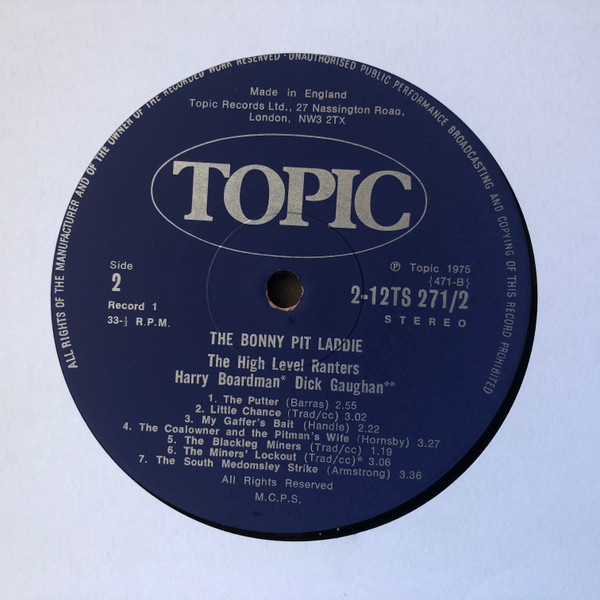 ALL RIGHTS OF THE MANUFACTURER AND OF THE OWNER OF THE RECORDED WORK RESERVED · UNAUTHORISED PUBLIC PERFORMANCE BROADCASTING AND COPYING OF THIS RECORD PROHIBITED
Made in England
Topic Records Ltd., 27 Nassington Road,
London. NW3 2TX
TOPIC
Side
2
Record 1
33-⅓ R.P.M.
℗ Topic 1975
{471-B}
2-12TS 271/2
STEREO
THE BONNY PIT LADDIE
The High Level Ranters
Harry Boardman* Dick Gaughan**
1. The Putter (Barras) 2.55
2. Little Chance (Trad/cc) 3.02
3. My Gaffer's Bait (Handle) 2.22
4. The Coalowner and the Pitman's Wife (Hornsby) 3.27
5. The Blackleg Miners (Trad/cc) 1.19
6. The Miners' Lockout (Trad/cc)* 3.06
7. The South Medomsley Strike (Armstrong) 3.36
All Rights Reserved
M.C.P.S.